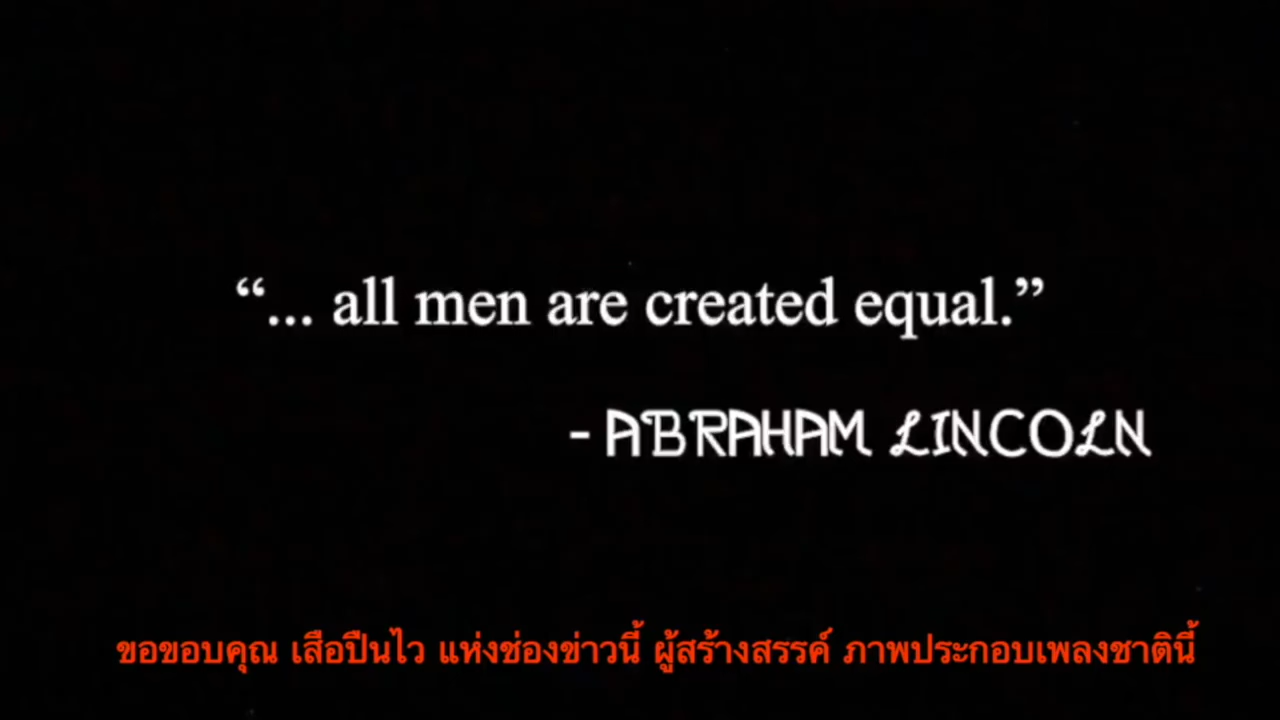 “... all men are created equal.”
- ABRAHAM LINCOLN
ขอขอบคุณ เสือปืนไว แห่งช่องข่าวนี้ ผู้สร้างสรรค์ ภาพประกอบเพลงชาตินี้